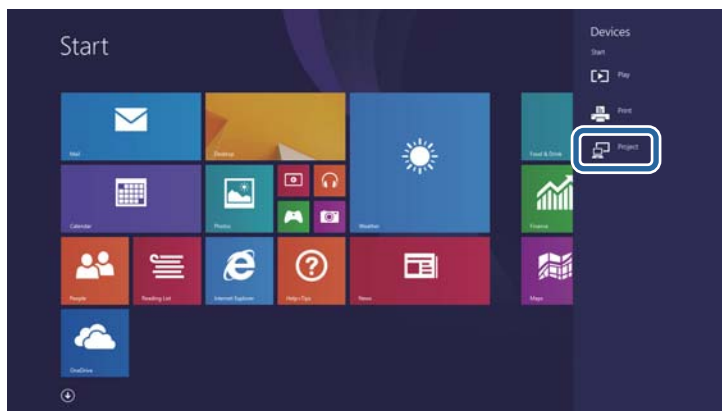 Start
Devices
Start
Play
Print
Project
Mail
Desktop
Food & Drink
Calendar
Photos
Weather
Finance
People
Reading List
Internet Explorer
Help+Tips
News
Maps
OneDrive